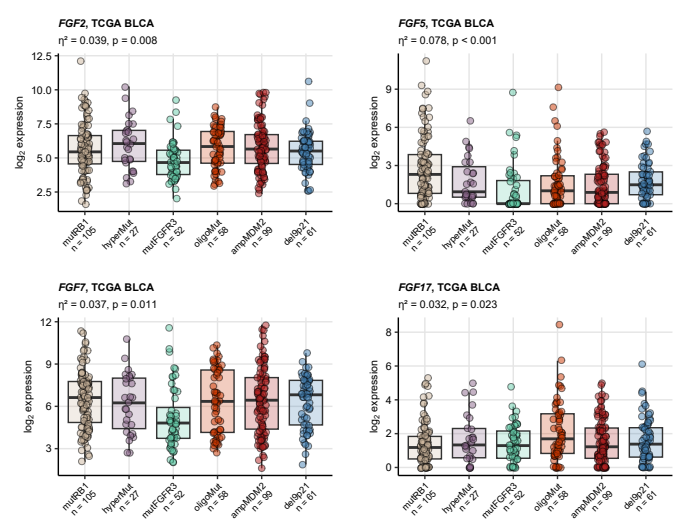 FGF2, TCGA BLCA
η² = 0.039, p = 0.008
log₂ expression
12.5
10.0
7.5
5.0
2.5
mutRB1
n = 105
hyperMut
n = 27
mutFGFR3
n = 52
oligoMut
n = 58
ampMDM2
n = 99
del9p21
n = 61
FGF5, TCGA BLCA
η² = 0.078, p < 0.001
log₂ expression
9
6
3
0
mutRB1
n = 105
hyperMut
n = 27
mutFGFR3
n = 52
oligoMut
n = 58
ampMDM2
n = 99
del9p21
n = 61
FGF7, TCGA BLCA
η² = 0.037, p = 0.011
log₂ expression
12
9
6
3
mutRB1
n = 105
hyperMut
n = 27
mutFGFR3
n = 52
oligoMut
n = 58
ampMDM2
n = 99
del9p21
n = 61
FGF17, TCGA BLCA
η² = 0.032, p = 0.023
log₂ expression
8
6
4
2
0
mutRB1
n = 105
hyperMut
n = 27
mutFGFR3
n = 52
oligoMut
n = 58
ampMDM2
n = 99
del9p21
n = 61